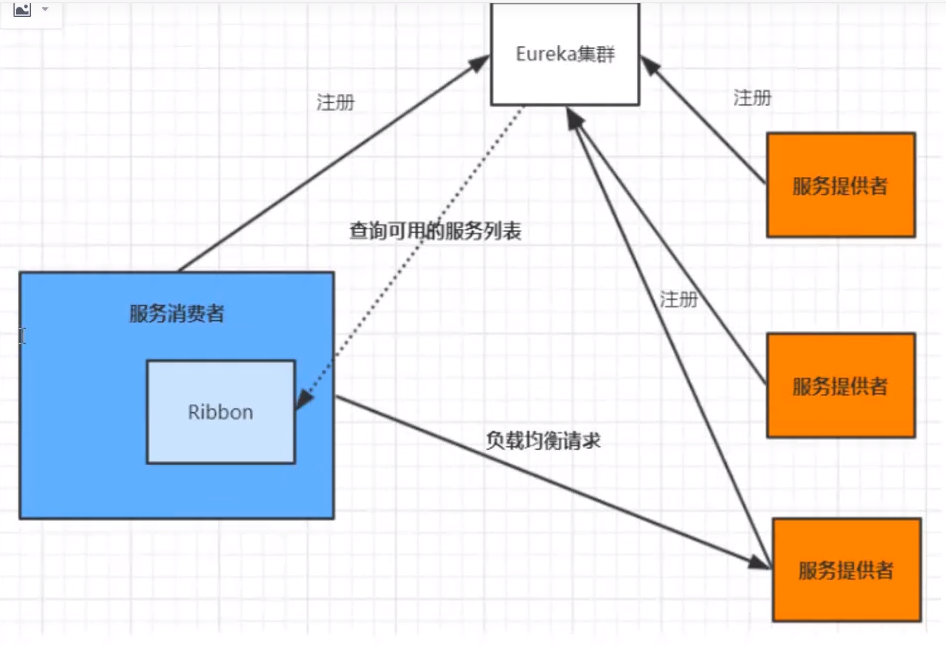 Eureka集群
注册
注册
服务提供者
查询可用的服务列表
服务消费者
注册
Ribbon
服务提供者
负载均衡请求
服务提供者